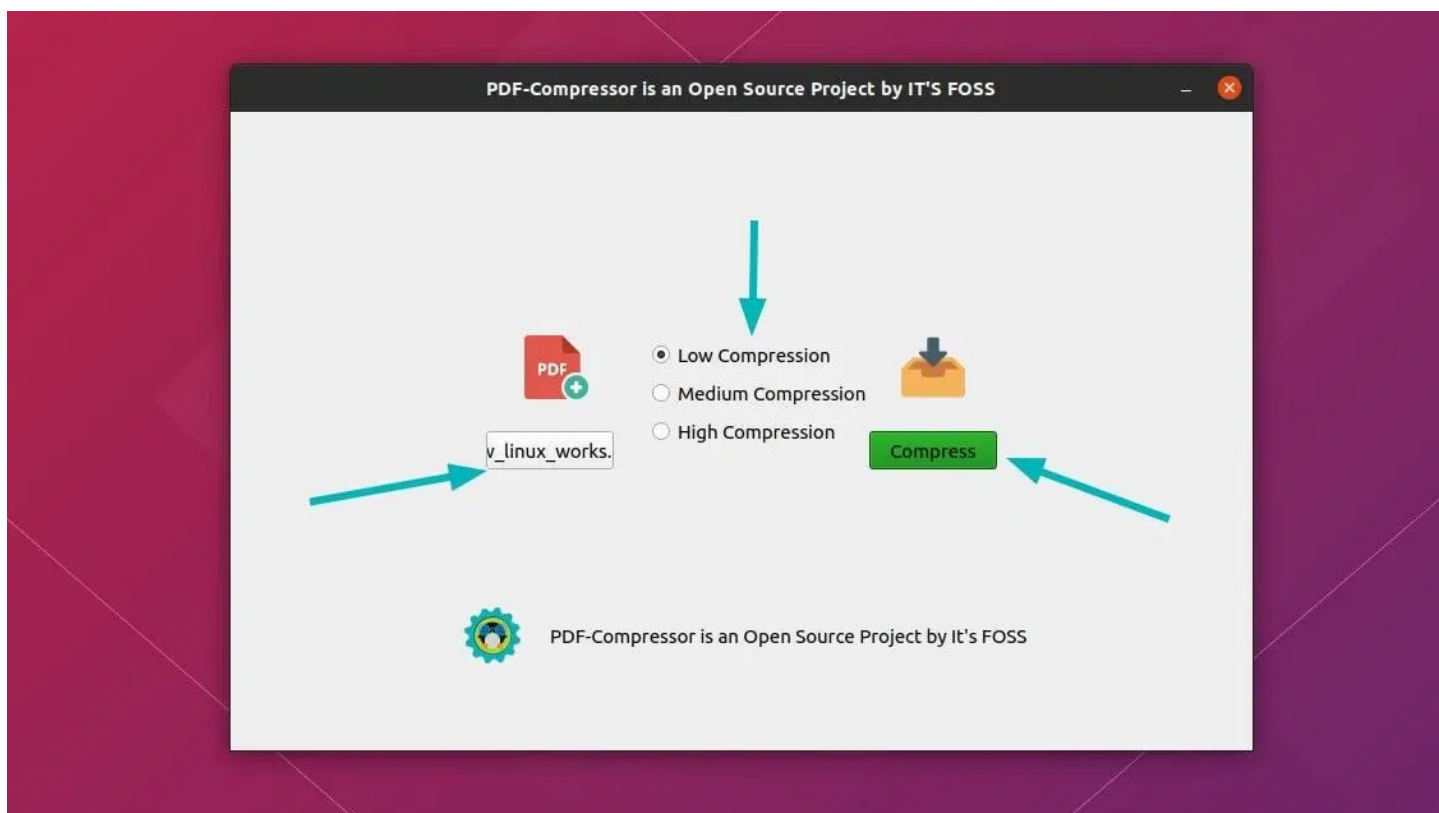 PDF-Compressor is an Open Source Project by IT'S FOSS
PDF
Low Compression
Medium Compression
High Compression
w_linux_works.
Compress
PDF-Compressor is an Open Source Project by It's FOSS